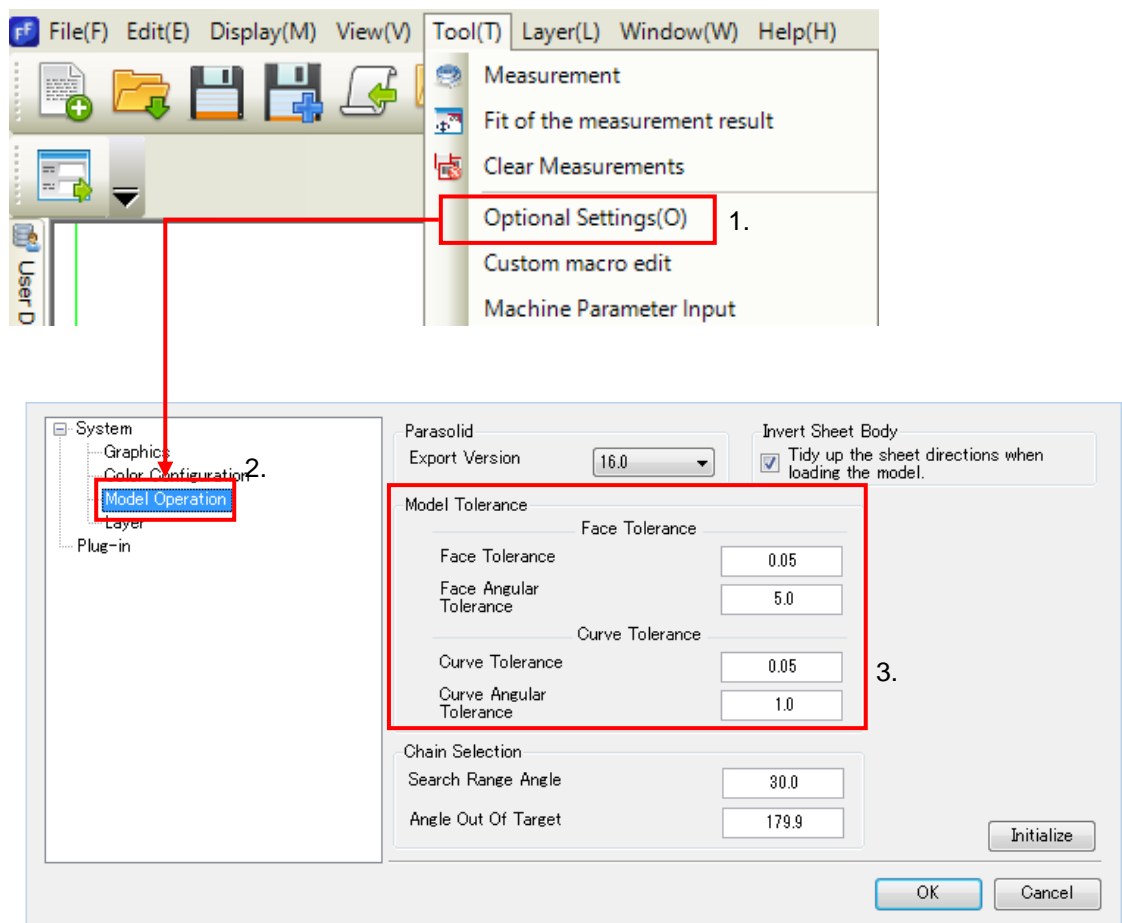 FF File(F) Edit(E) Display(M) View(V) Tool(T) Layer(L) Window(W) Help(H)
Measurement
Fit of the measurement result
Clear Measurements
Optional Settings(O) 1.
Custom macro edit
Machine Parameter Input
User D
System
Graphics
Color Configuration
2.
Model Operation
Layer
Plug-in
Parasolid
Export Version 16.0
Invert Sheet Body
Tidy up the sheet directions when
loading the model.
Model Tolerance
Face Tolerance
Face Tolerance 0.05
Face Angular
Tolerance 5.0
Curve Tolerance
Curve Tolerance 0.05
Curve Angular
Tolerance 1.0
3.
Chain Selection
Search Range Angle 30.0
Angle Out Of Target 179.9
Initialize
OK Cancel